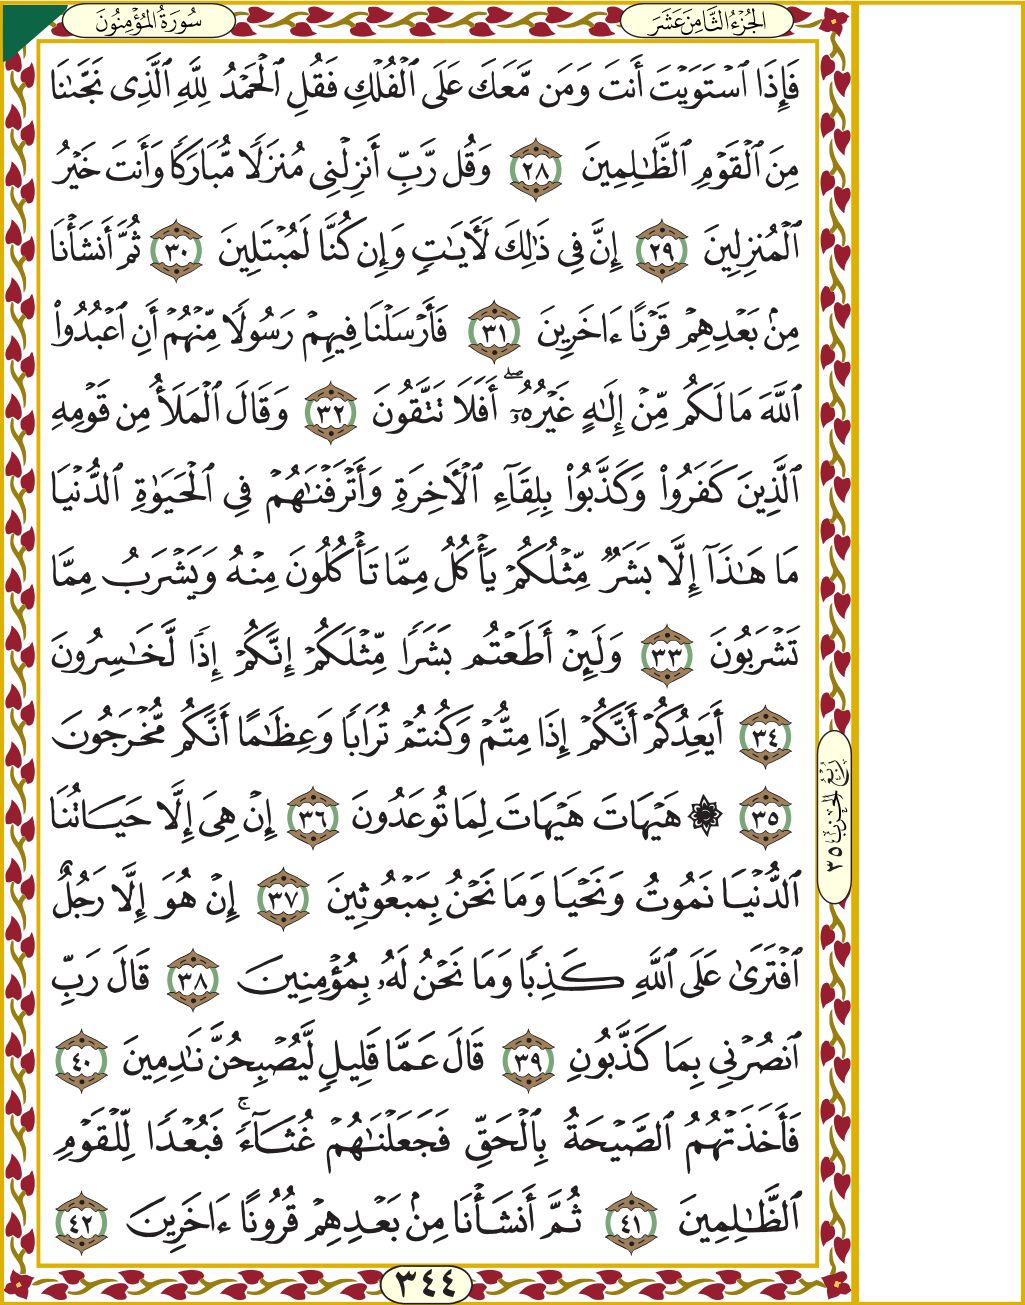 الجُزْءُ الثَّامِنَ عَشَرَ
سُورَةُ المُؤْمِنُونَ
فَإِذَا ٱسْتَوَيْتَ أَنتَ وَمَن مَّعَكَ عَلَى ٱلْفُلْكِ فَقُلِ ٱلْحَمْدُ لِلَّهِ ٱلَّذِى نَجَّىٰنَا
مِنَ ٱلْقَوْمِ ٱلظَّٰلِمِينَ ٢٨ وَقُل رَّبِّ أَنزِلْنِى مُنزَلًا مُّبَارَكًا وَأَنتَ خَيْرُ
ٱلْمُنزِلِينَ ٢٩ إِنَّ فِى ذَٰلِكَ لَءَايَٰتٍ وَإِن كُنَّا لَمُبْتَلِينَ ٣٠ ثُمَّ أَنشَأْنَا
مِنۢ بَعْدِهِمْ قَرْنًا ءَاخَرِينَ ٣١ فَأَرْسَلْنَا فِيهِمْ رَسُولًا مِّنْهُمْ أَنِ ٱعْبُدُوا۟
ٱللَّهَ مَا لَكُم مِّنْ إِلَٰهٍ غَيْرُهُۥٓ ۖ أَفَلَا تَتَّقُونَ ٣٢ وَقَالَ ٱلْمَلَأُ مِن قَوْمِهِ
ٱلَّذِينَ كَفَرُوا۟ وَكَذَّبُوا۟ بِلِقَآءِ ٱلْءَاخِرَةِ وَأَتْرَفْنَٰهُمْ فِى ٱلْحَيَوٰةِ ٱلدُّنْيَا
مَا هَٰذَآ إِلَّا بَشَرٌ مِّثْلُكُمْ يَأْكُلُ مِمَّا تَأْكُلُونَ مِنْهُ وَيَشْرَبُ مِمَّا
تَشْرَبُونَ ٣٣ وَلَئِنْ أَطَعْتُم بَشَرًا مِّثْلَكُمْ إِنَّكُمْ إِذًا لَّخَٰسِرُونَ
٣٤ أَيَعِدُكُمْ أَنَّكُمْ إِذَا مِتُّمْ وَكُنتُمْ تُرَابًا وَعِظَٰمًا أَنَّكُم مُّخْرَجُونَ
٣٥ ۞ هَيْهَاتَ هَيْهَاتَ لِمَا تُوعَدُونَ ٣٦ إِنْ هِىَ إِلَّا حَيَاتُنَا
ٱلدُّنْيَا نَمُوتُ وَنَحْيَا وَمَا نَحْنُ بِمَبْعُوثِينَ ٣٧ إِنْ هُوَ إِلَّا رَجُلٌ
ٱفْتَرَىٰ عَلَى ٱللَّهِ كَذِبًا وَمَا نَحْنُ لَهُۥ بِمُؤْمِنِينَ ٣٨ قَالَ رَبِّ
ٱنصُرْنِى بِمَا كَذَّبُونِ ٣٩ قَالَ عَمَّا قَلِيلٍ لَّيُصْبِحُنَّ نَٰدِمِينَ ٤٠
فَأَخَذَتْهُمُ ٱلصَّيْحَةُ بِٱلْحَقِّ فَجَعَلْنَٰهُمْ غُثَآءً ۚ فَبُعْدًا لِّلْقَوْمِ
ٱلظَّٰلِمِينَ ٤١ ثُمَّ أَنشَأْنَا مِنۢ بَعْدِهِمْ قُرُونًا ءَاخَرِينَ ٤٢
رُبْعُ الحِزْبِ ٣٥
٣٤٤